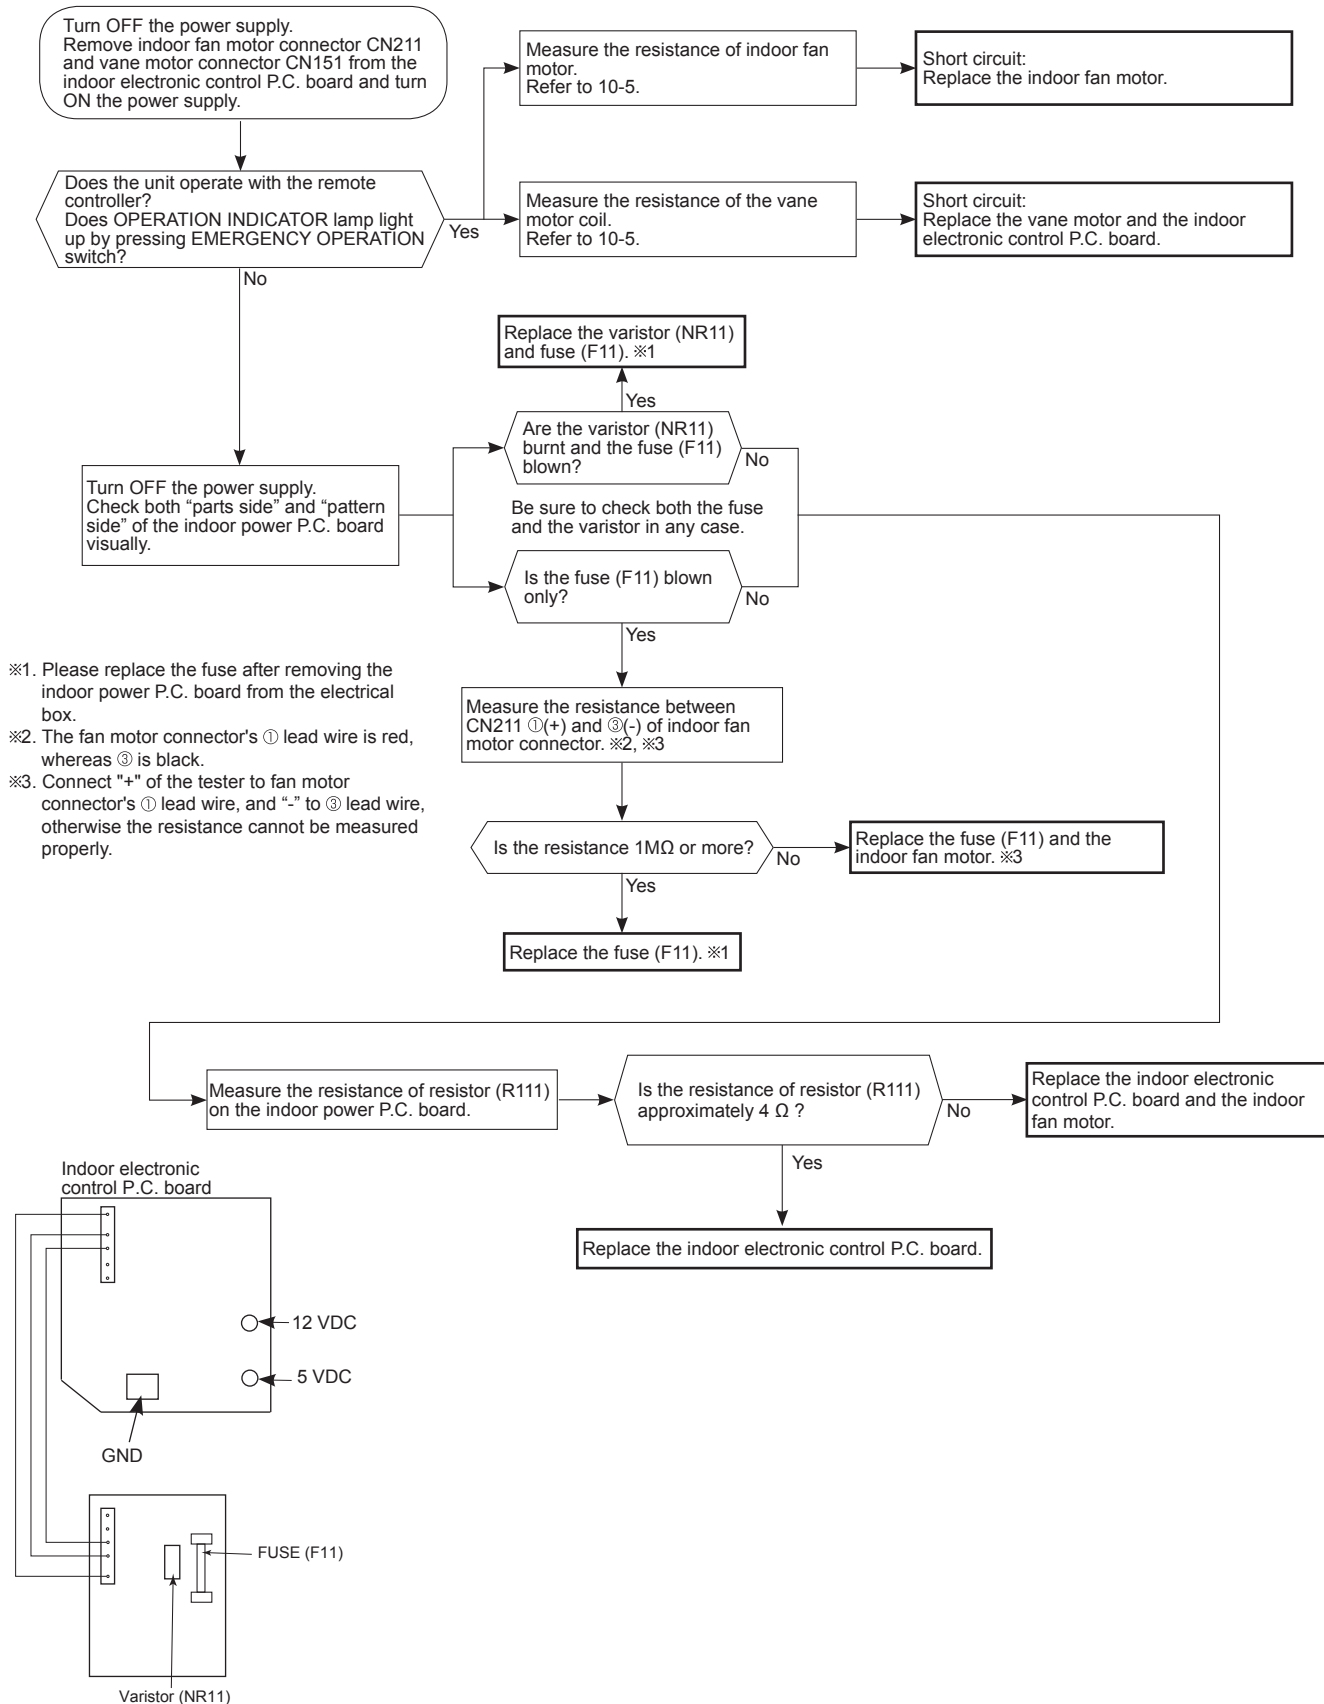 Turn OFF the power supply.
Remove indoor fan motor connector CN211
and vane motor connector CN151 from the
indoor electronic control P.C. board and turn
ON the power supply.
Measure the resistance of indoor fan
motor.
Refer to 10-5.
Short circuit:
Replace the indoor fan motor.
Does the unit operate with the remote
controller?
Does OPERATION INDICATOR lamp light
up by pressing EMERGENCY OPERATION
switch?
Yes
Measure the resistance of the vane
motor coil.
Refer to 10-5.
Short circuit:
Replace the vane motor and the indoor
electronic control P.C. board.
No
Replace the varistor (NR11)
and fuse (F11). ※1
Yes
Are the varistor (NR11)
burnt and the fuse (F11)
blown?
No
Turn OFF the power supply.
Check both “parts side” and “pattern
side” of the indoor power P.C. board
visually.
Be sure to check both the fuse
and the varistor in any case.
Is the fuse (F11) blown
only?
No
Yes
※1. Please replace the fuse after removing the
indoor power P.C. board from the electrical
box.
※2. The fan motor connector's ① lead wire is red,
whereas ③ is black.
※3. Connect "+" of the tester to fan motor
connector's ① lead wire, and “-” to ③ lead wire,
otherwise the resistance cannot be measured
properly.
Measure the resistance between
CN211 ①(+) and ③(-) of indoor fan
motor connector. ※2, ※3
Is the resistance 1MΩ or more?
No
Replace the fuse (F11) and the
indoor fan motor. ※3
Yes
Replace the fuse (F11). ※1
Measure the resistance of resistor (R111)
on the indoor power P.C. board.
Is the resistance of resistor (R111)
approximately 4 Ω ?
No
Replace the indoor electronic
control P.C. board and the indoor
fan motor.
Yes
Replace the indoor electronic control P.C. board.
Indoor electronic
control P.C. board
12 VDC
5 VDC
GND
FUSE (F11)
Varistor (NR11)